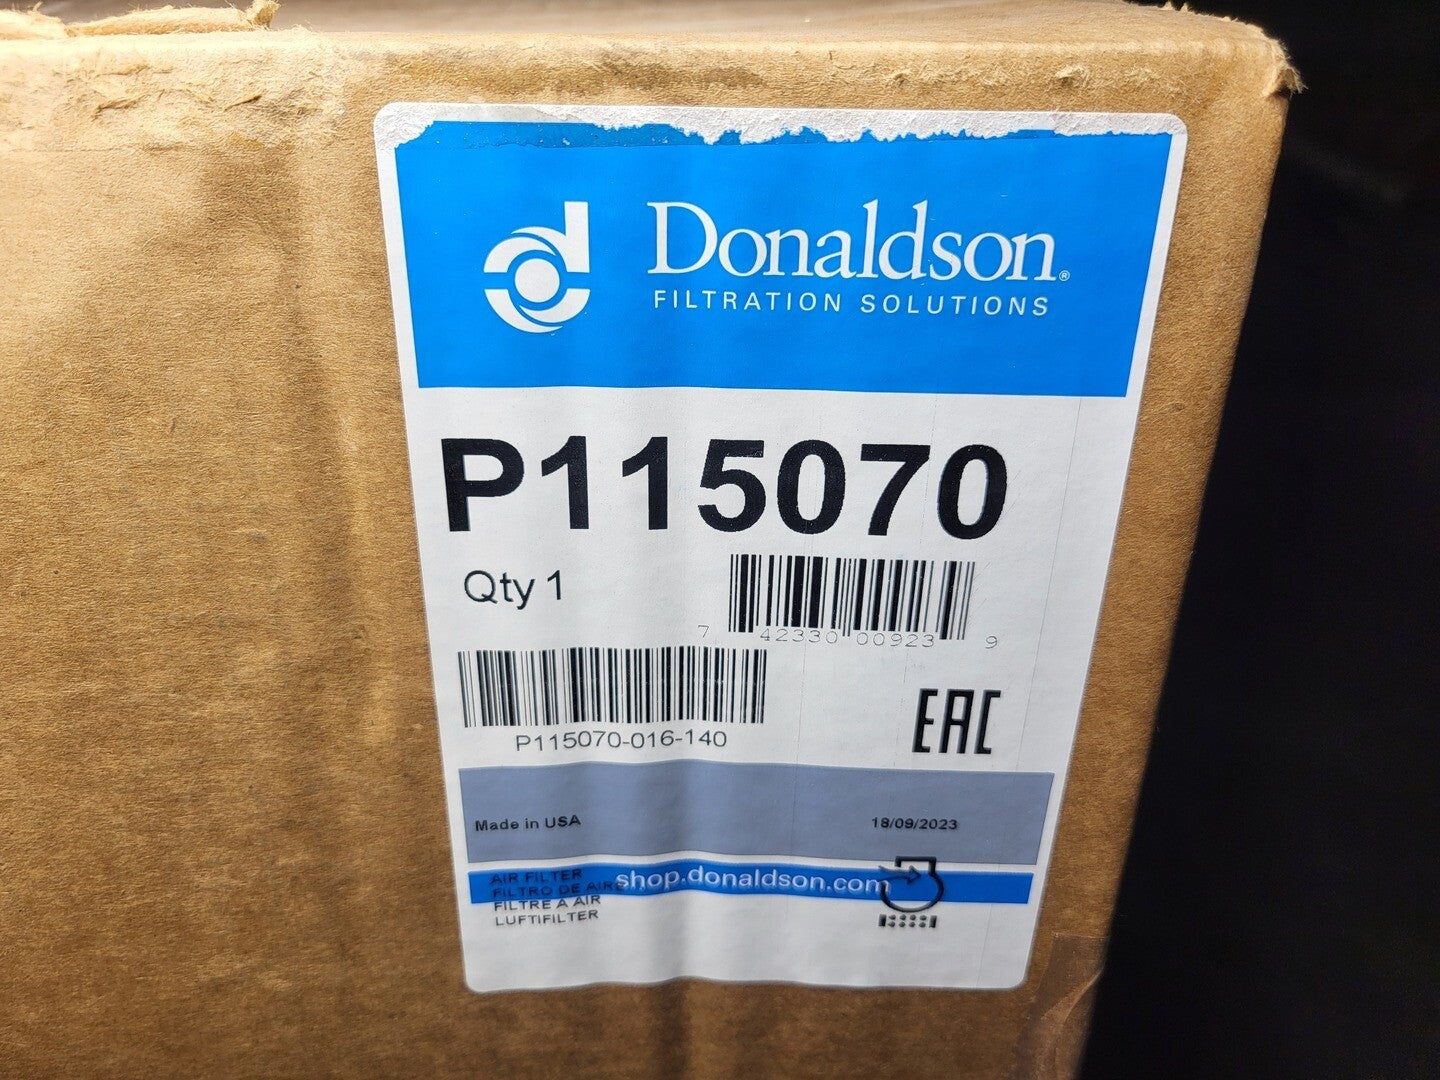 Donaldson®
FILTRATION SOLUTIONS
P115070
Qty 1
7 42330 00923 9
P115070-016-140
EAC
Made in USA
18/09/2023
AIR FILTER
FILTRO DE AIRE
FILTRE A AIR
LUFTIFILTER
shop.donaldson.com